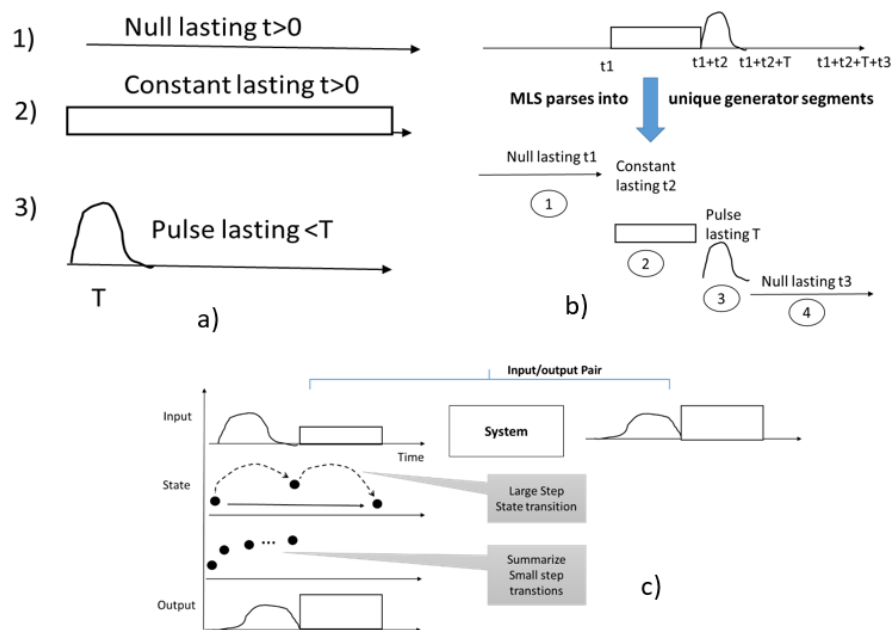 1)
Null lasting t>0
2)
Constant lasting t>0
3)
Pulse lasting <T
T
a)
t1
t1+t2
t1+t2+T
t1+t2+T+t3
MLS parses into unique generator segments
Null lasting t1
1
Constant
lasting t2
2
Pulse
lasting T
3
Null lasting t3
4
b)
Input/output Pair
Input
Time
System
State
Large Step
State transition
...
Summarize
Small step
transtions
Output
c)